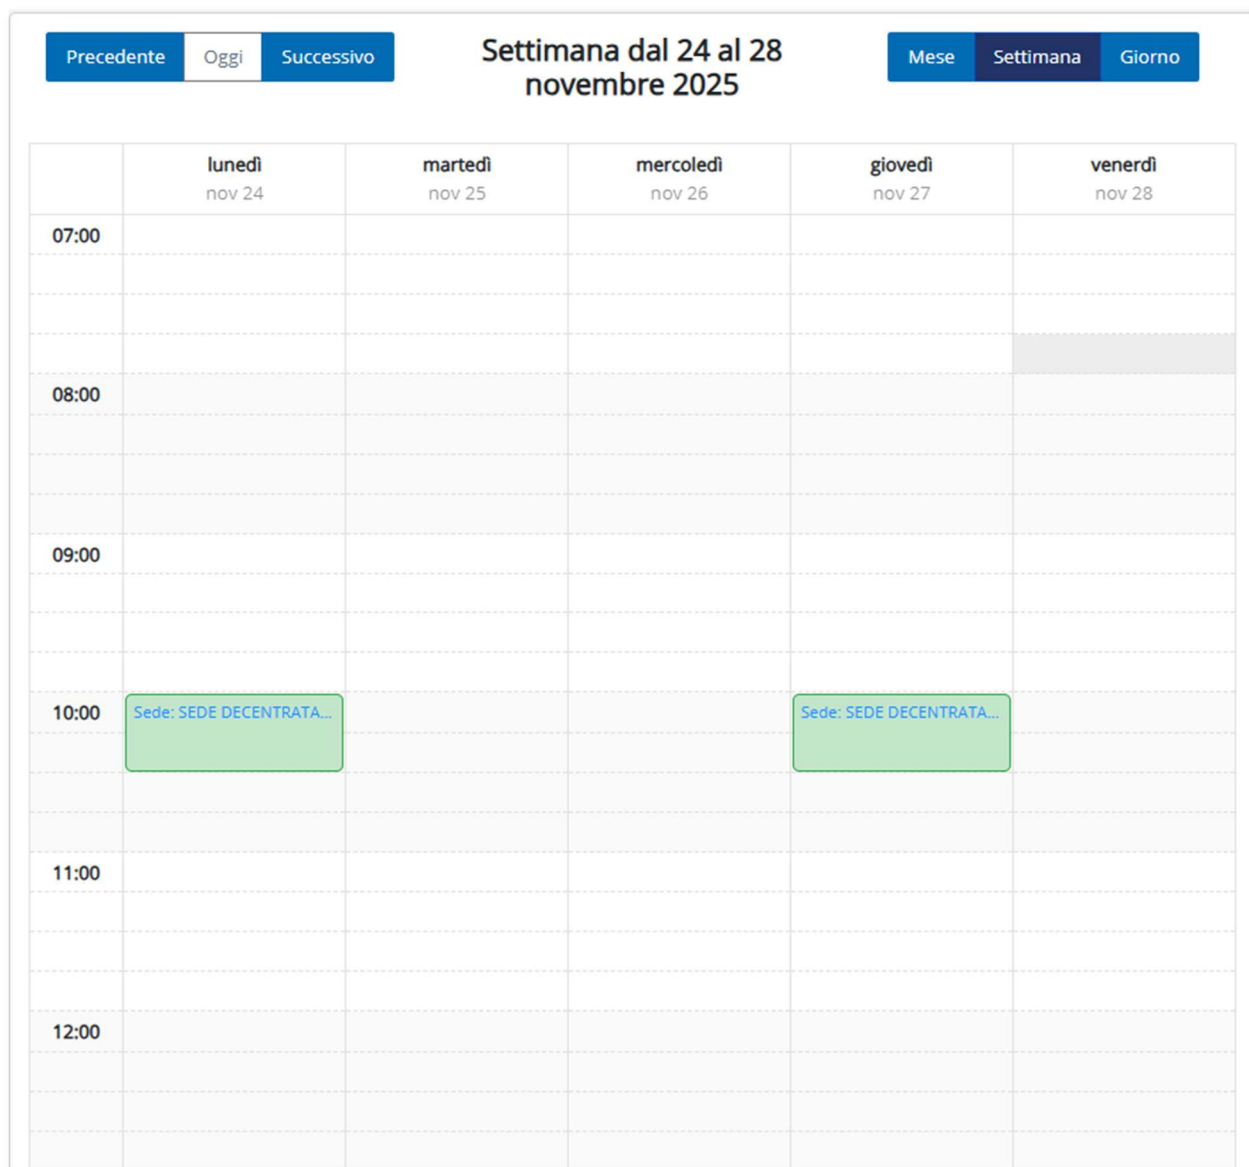 Precedente Oggi Successivo
Settimana dal 24 al 28
novembre 2025
Mese Settimana Giorno
lunedì martedì mercoledì giovedì venerdì
nov 24 nov 25 nov 26 nov 27 nov 28
07:00
08:00
09:00
10:00 Sede: SEDE DECENTRATA... Sede: SEDE DECENTRATA...
11:00
12:00